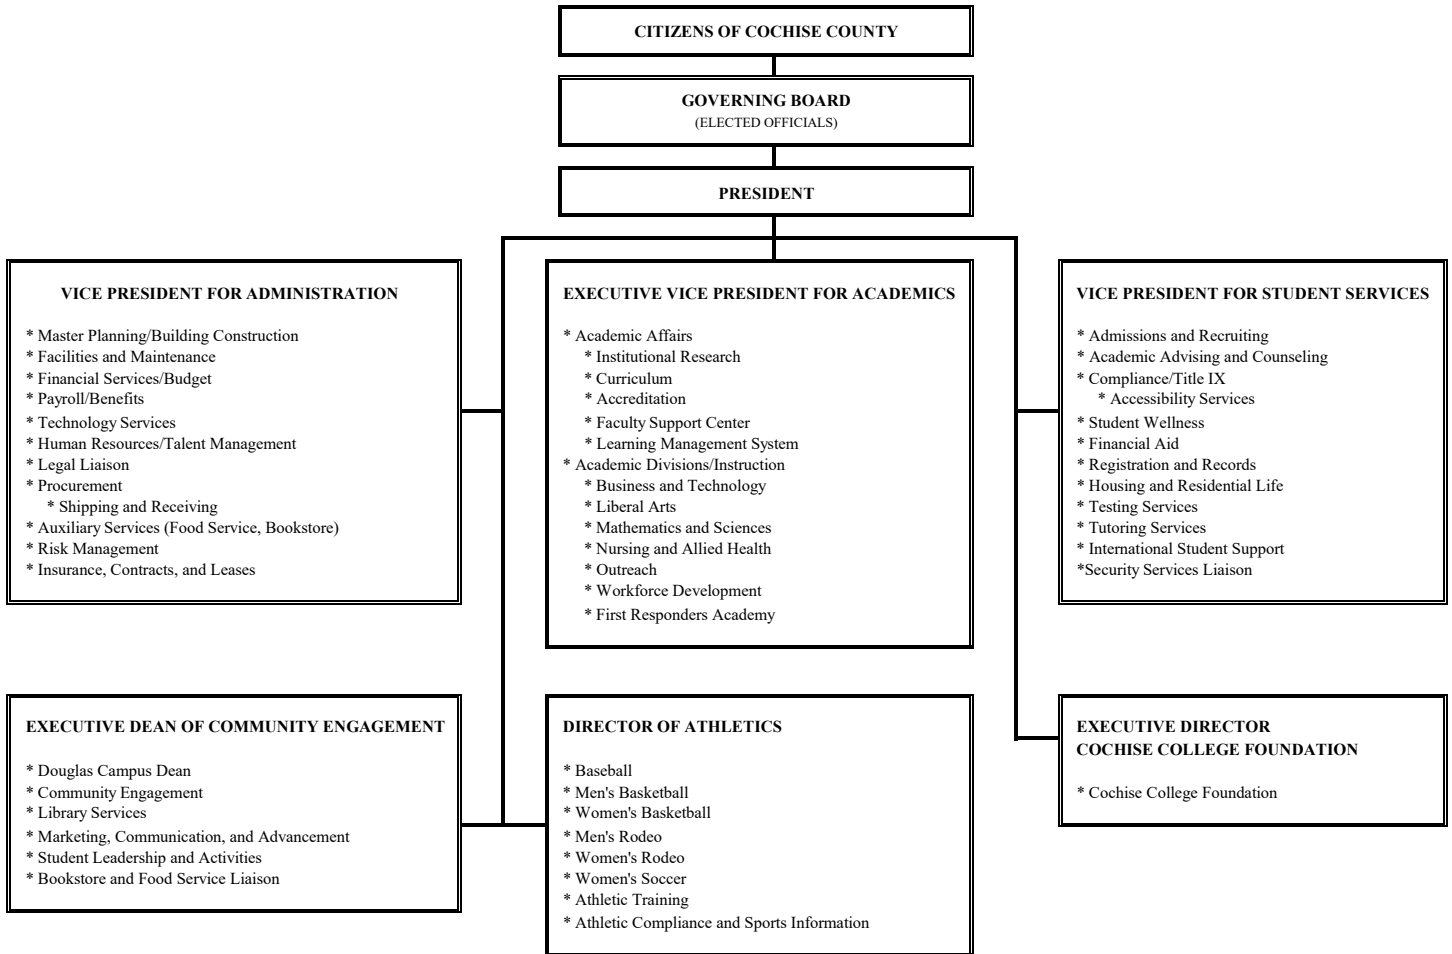 CITIZENS OF COCHISE COUNTY
GOVERNING BOARD
(ELECTED OFFICIALS)
PRESIDENT
VICE PRESIDENT FOR ADMINISTRATION
* Master Planning/Building Construction
* Facilities and Maintenance
* Financial Services/Budget
* Payroll/Benefits
* Technology Services
* Human Resources/Talent Management
* Legal Liaison
* Procurement
* Shipping and Receiving
* Auxiliary Services (Food Service, Bookstore)
* Risk Management
* Insurance, Contracts, and Leases
EXECUTIVE VICE PRESIDENT FOR ACADEMICS
* Academic Affairs
* Institutional Research
* Curriculum
* Accreditation
* Faculty Support Center
* Learning Management System
* Academic Divisions/Instruction
* Business and Technology
* Liberal Arts
* Mathematics and Sciences
* Nursing and Allied Health
* Outreach
* Workforce Development
* First Responders Academy
VICE PRESIDENT FOR STUDENT SERVICES
* Admissions and Recruiting
* Academic Advising and Counseling
* Compliance/Title IX
* Accessibility Services
* Student Wellness
* Financial Aid
* Registration and Records
* Housing and Residential Life
* Testing Services
* Tutoring Services
* International Student Support
*Security Services Liaison
EXECUTIVE DEAN OF COMMUNITY ENGAGEMENT
* Douglas Campus Dean
* Community Engagement
* Library Services
* Marketing, Communication, and Advancement
* Student Leadership and Activities
* Bookstore and Food Service Liaison
DIRECTOR OF ATHLETICS
* Baseball
* Men's Basketball
* Women's Basketball
* Men's Rodeo
* Women's Rodeo
* Women's Soccer
* Athletic Training
* Athletic Compliance and Sports Information
EXECUTIVE DIRECTOR
COCHISE COLLEGE FOUNDATION
* Cochise College Foundation